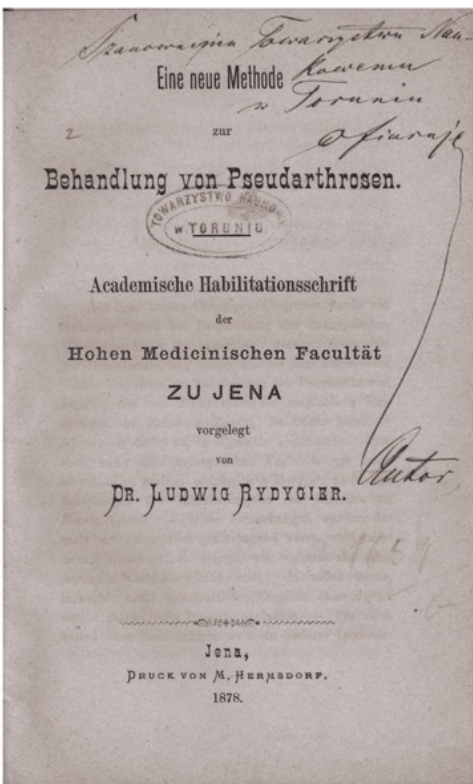 Szanownemu Towarzystwu Nau-
kowemu
w Toruniu
ofiaruje
Eine neue Methode
2
zur
Behandlung von Pseudarthrosen.
TOWARZYSTWO NAUKOWE
w TORUNIU
Academische Habilitationsschrift
der
Hohen Medicinischen Facultät
ZU JENA
vorgelegt
von
Autor
DR. LUDWIG RYDYGIER.
Jena,
DRUCK VON M. HERMSDORF.
1878.